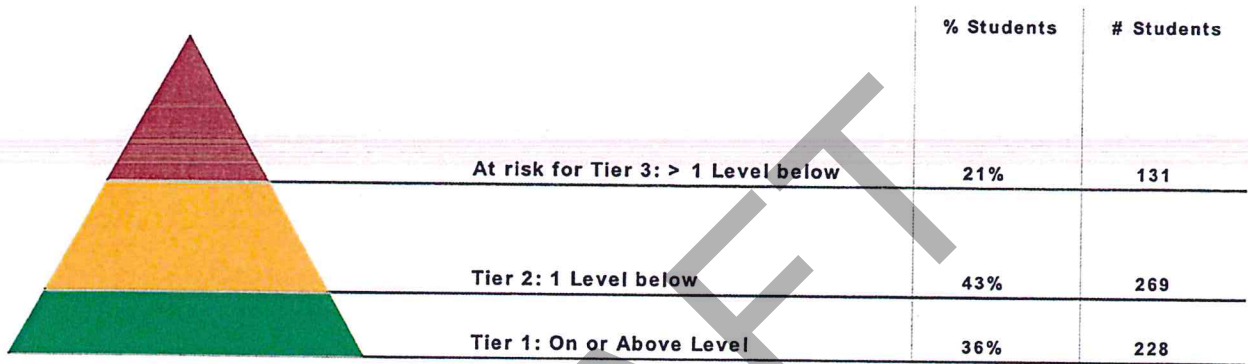 % Students # Students
At risk for Tier 3: > 1 Level below 21% 131
Tier 2: 1 Level below 43% 269
Tier 1: On or Above Level 36% 228